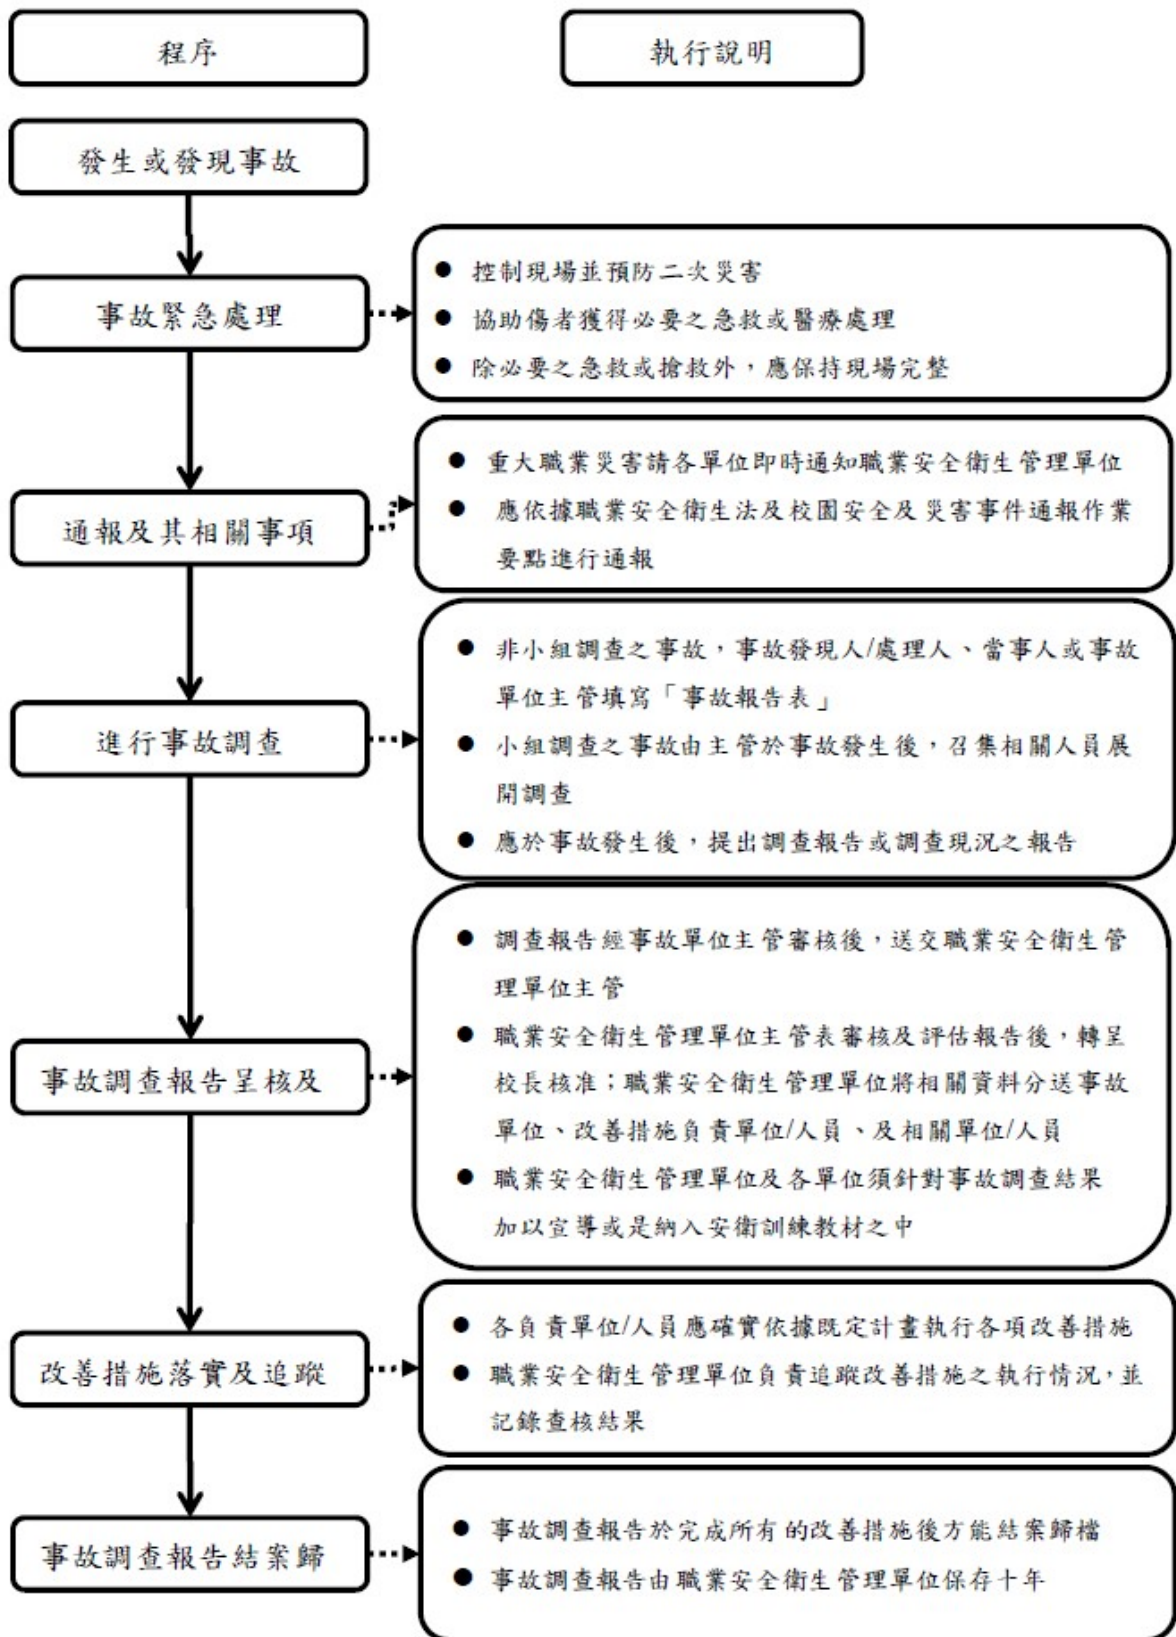 程序
執行說明
發生或發現事故
事故緊急處理
● 控制現場並預防二次災害
● 協助傷者獲得必要之急救或醫療處理
● 除必要之急救或搶救外，應保持現場完整
通報及其相關事項
● 重大職業災害請各單位即時通知職業安全衛生管理單位
● 應依據職業安全衛生法及校園安全及災害事件通報作業
要點進行通報
進行事故調查
● 非小組調查之事故，事故發現人/處理人、當事人或事故
單位主管填寫「事故報告表」
● 小組調查之事故由主管於事故發生後，召集相關人員展
開調查
● 應於事故發生後，提出調查報告或調查現況之報告
事故調查報告呈核及
● 調查報告經事故單位主管審核後，送交職業安全衛生管
理單位主管
● 職業安全衛生管理單位主管表審核及評估報告後，轉呈
校長核准；職業安全衛生管理單位將相關資料分送事故
單位、改善措施負責單位/人員、及相關單位/人員
● 職業安全衛生管理單位及各單位須針對事故調查結果
加以宣導或是納入安衛訓練教材之中
改善措施落實及追蹤
● 各負責單位/人員應確實依據既定計畫執行各項改善措施
● 職業安全衛生管理單位負責追蹤改善措施之執行情況，並
記錄查核結果
事故調查報告結案歸
● 事故調查報告於完成所有的改善措施後方能結案歸檔
● 事故調查報告由職業安全衛生管理單位保存十年